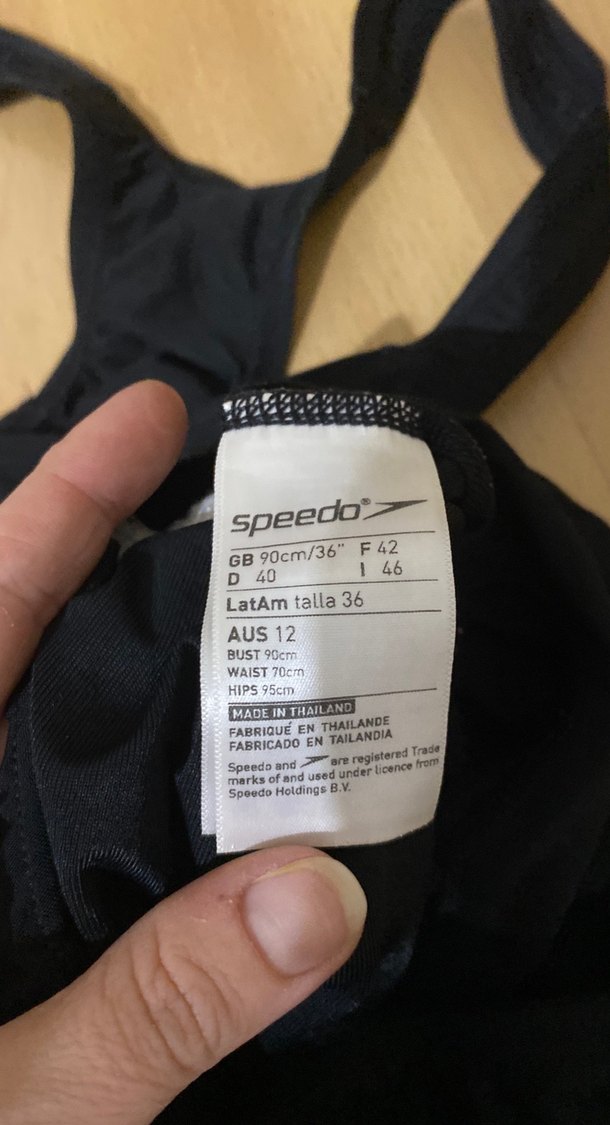 speedo®
GB 90cm/36" F 42
D 40 I 46
LatAm talla 36
AUS 12
BUST 90cm
WAIST 70cm
HIPS 95cm
MADE IN THAILAND
FABRIQUÉ EN THAILANDE
FABRICADO EN TAILANDIA
Speedo and are registered Trade
marks of and used under licence from
Speedo Holdings B.V.